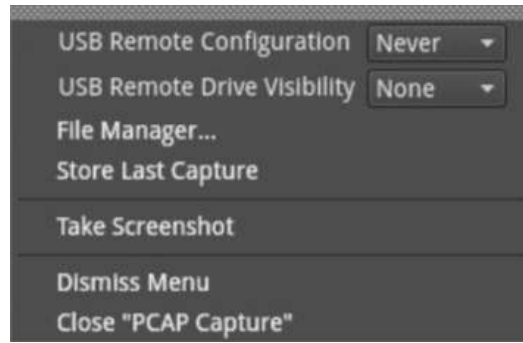 USB Remote Configuration Never
USB Remote Drive Visibility None
File Manager...
Store Last Capture
Take Screenshot
Dismiss Menu
Close "PCAP Capture"